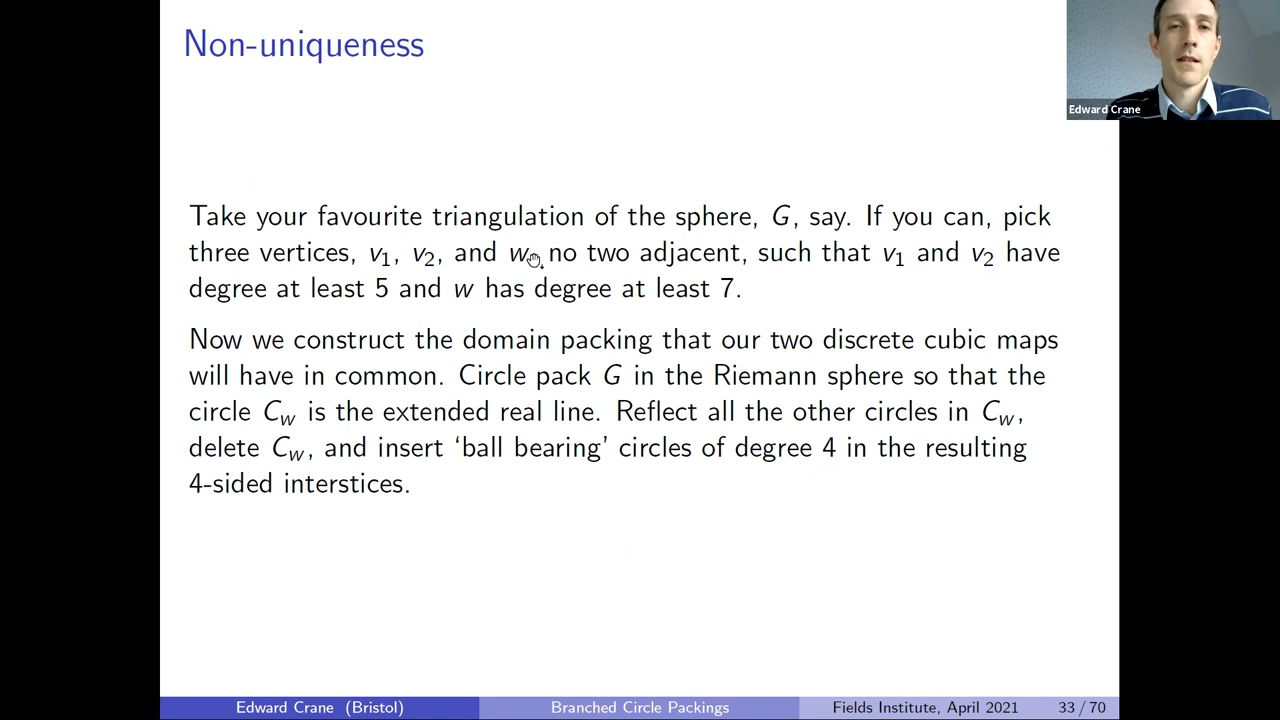 Non-uniqueness
Edward Crane
Take your favourite triangulation of the sphere, G, say. If you can, pick
three vertices, v1, v2, and w, no two adjacent, such that v1 and v2 have
degree at least 5 and w has degree at least 7.
Now we construct the domain packing that our two discrete cubic maps
will have in common. Circle pack G in the Riemann sphere so that the
circle Cw is the extended real line. Reflect all the other circles in Cw,
delete Cw, and insert ‘ball bearing’ circles of degree 4 in the resulting
4-sided interstices.
Edward Crane (Bristol)
Branched Circle Packings
Fields Institute, April 2021
33 / 70